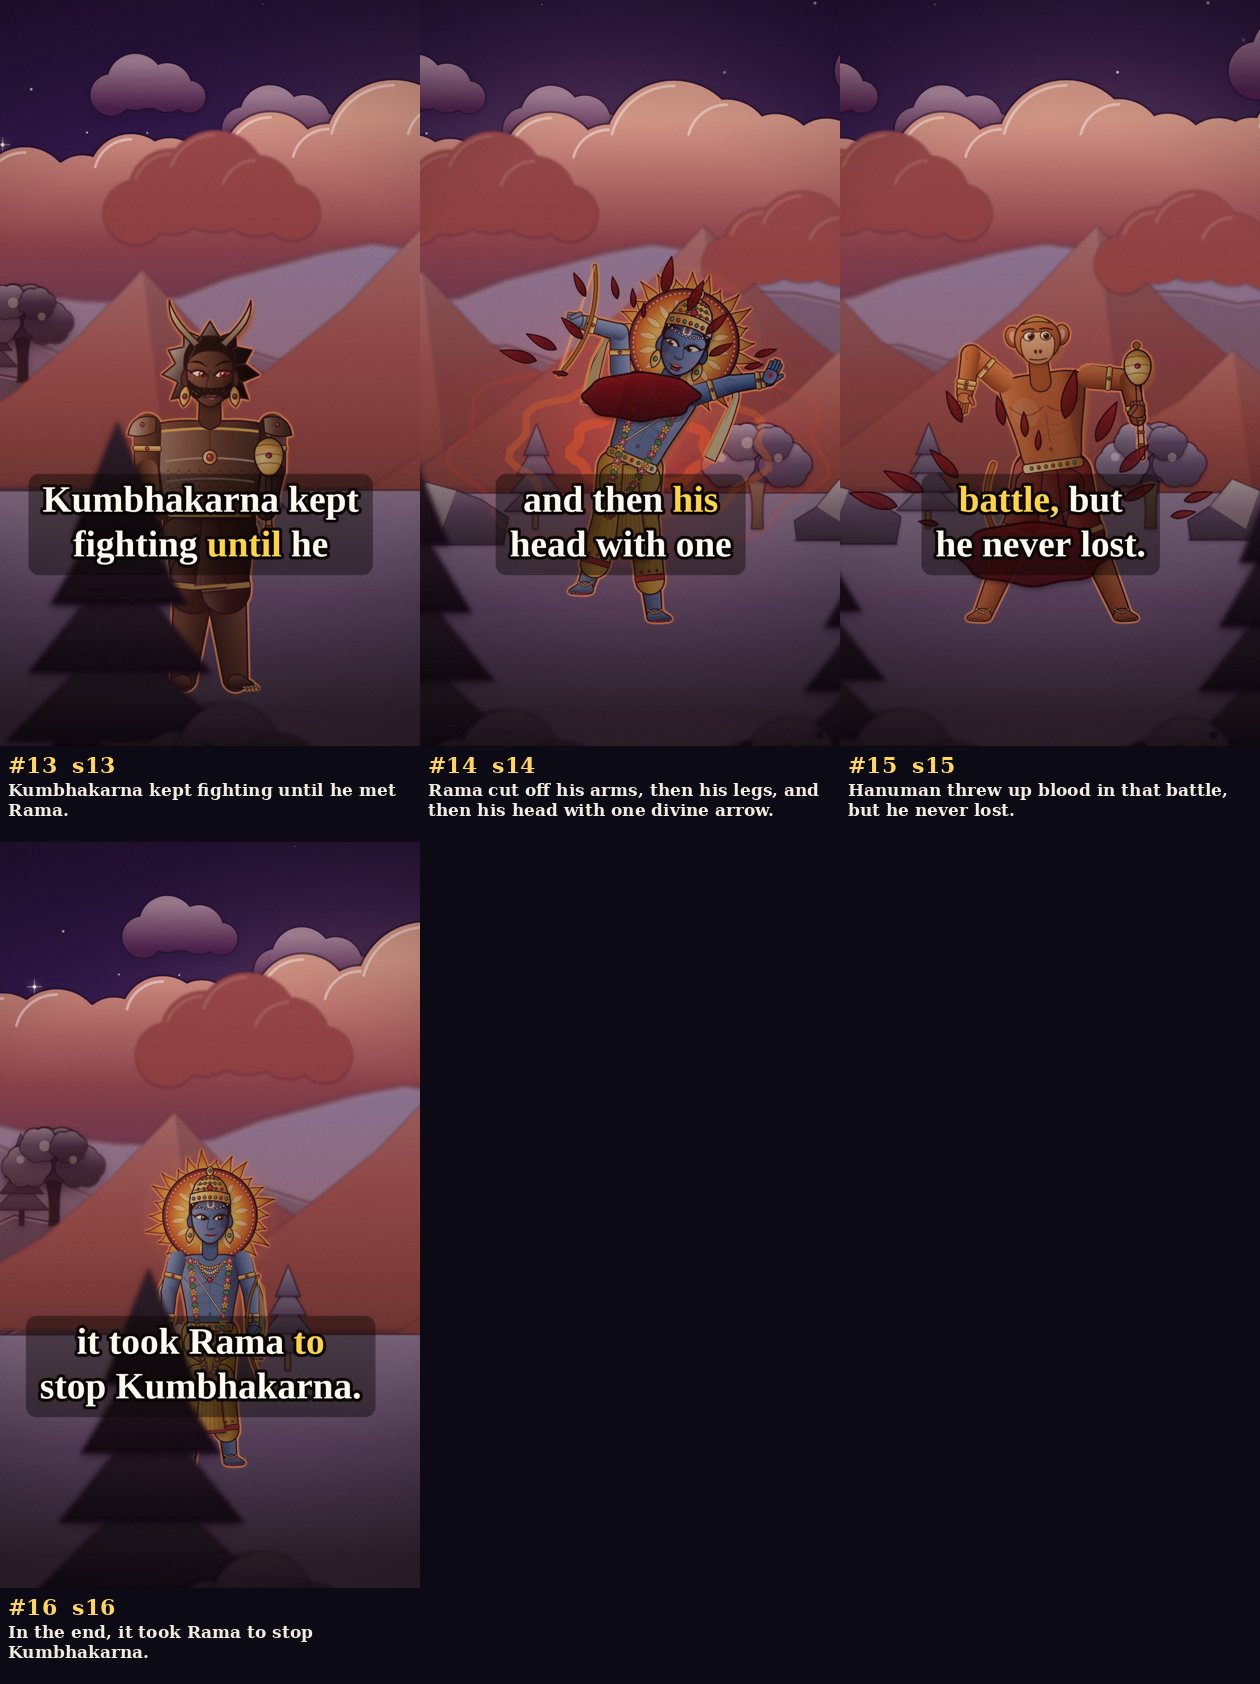 Kumbhakarna kept
fighting until he
#13 s13
Kumbhakarna kept fighting until he met
Rama.
and then his
head with one
#14 s14
Rama cut off his arms, then his legs, and
then his head with one divine arrow.
battle, but
he never lost.
#15 s15
Hanuman threw up blood in that battle,
but he never lost.
it took Rama to
stop Kumbhakarna.
#16 s16
In the end, it took Rama to stop
Kumbhakarna.